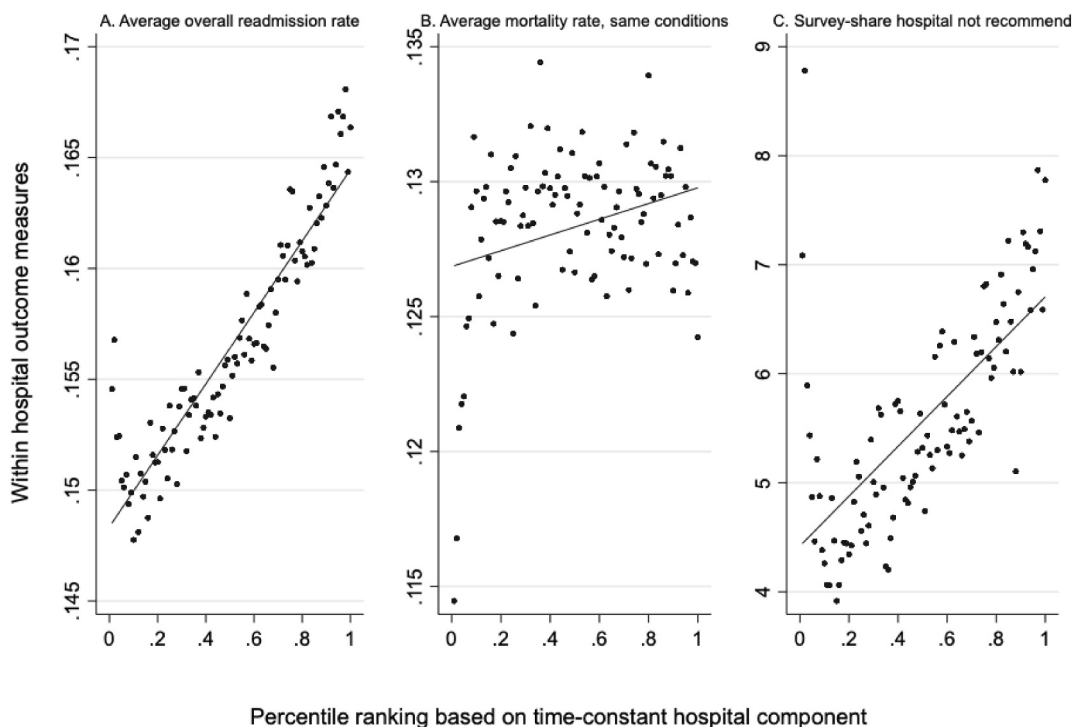 A. Average overall readmission rate
B. Average mortality rate, same conditions
C. Survey-share hospital not recommend
Within hospital outcome measures
.17
.165
.16
.155
.15
.145
0 .2 .4 .6 .8 1
.135
.13
.125
.12
.115
0 .2 .4 .6 .8 1
9
8
7
6
5
4
0 .2 .4 .6 .8 1
Percentile ranking based on time-constant hospital component